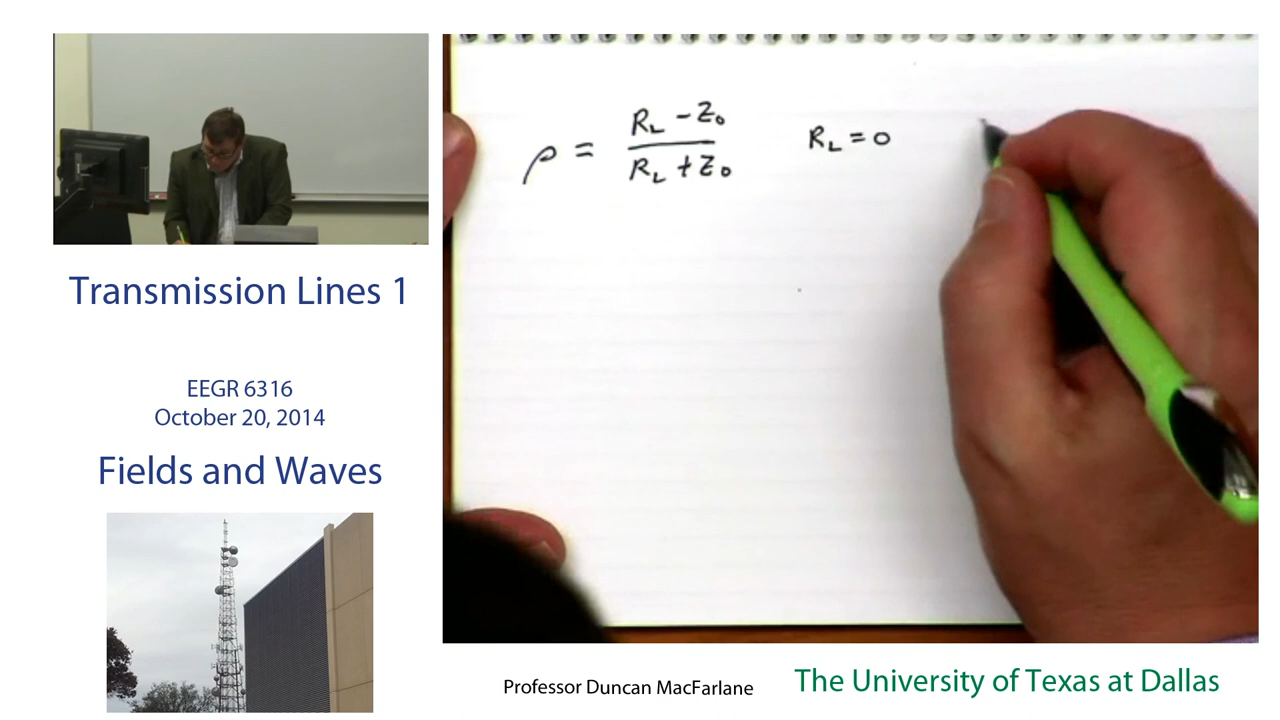 ρ = (R_L - Z_0) / (R_L + Z_0)    R_L = 0
Transmission Lines 1
EEGR 6316
October 20, 2014
Fields and Waves
Professor Duncan MacFarlane
The University of Texas at Dallas